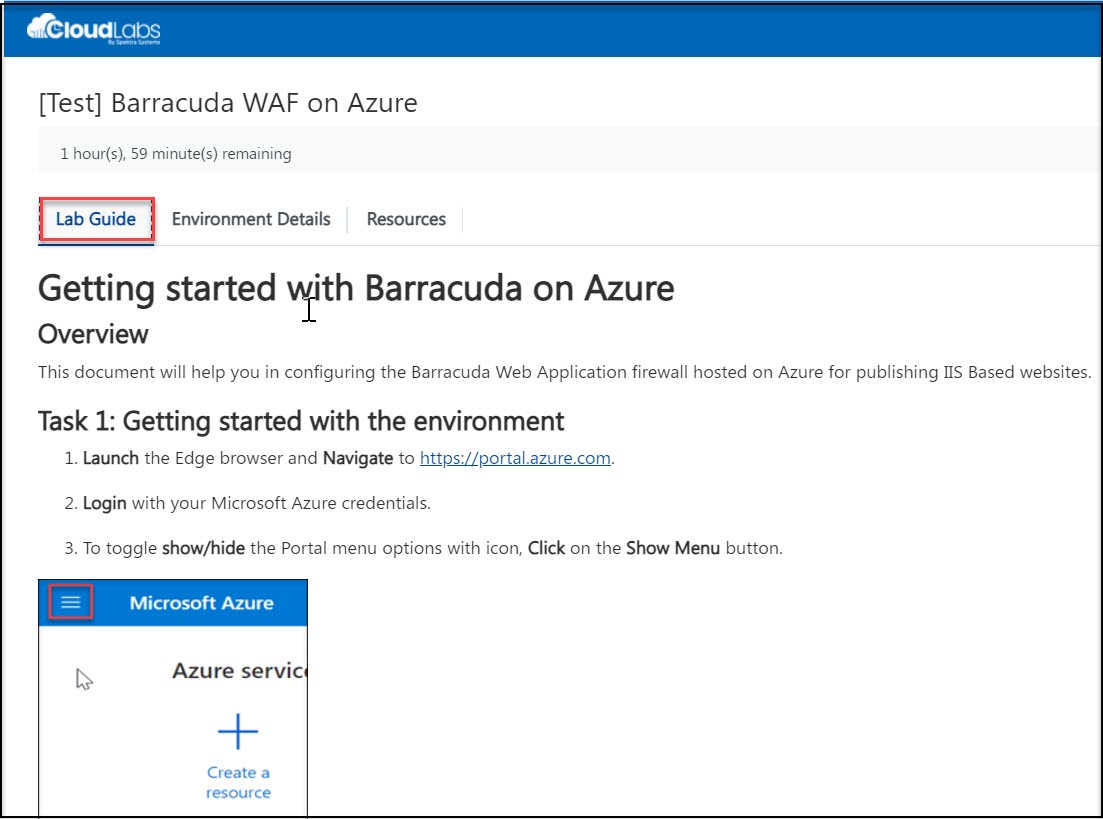 CloudLabs
By Spektra Systems
[Test] Barracuda WAF on Azure
1 hour(s), 59 minute(s) remaining
Lab Guide Environment Details Resources
Getting started with Barracuda on Azure
Overview
This document will help you in configuring the Barracuda Web Application firewall hosted on Azure for publishing IIS Based websites.
Task 1: Getting started with the environment
1. Launch the Edge browser and Navigate to https://portal.azure.com.
2. Login with your Microsoft Azure credentials.
3. To toggle show/hide the Portal menu options with icon, Click on the Show Menu button.
Microsoft Azure
Azure servic
Create a
resource